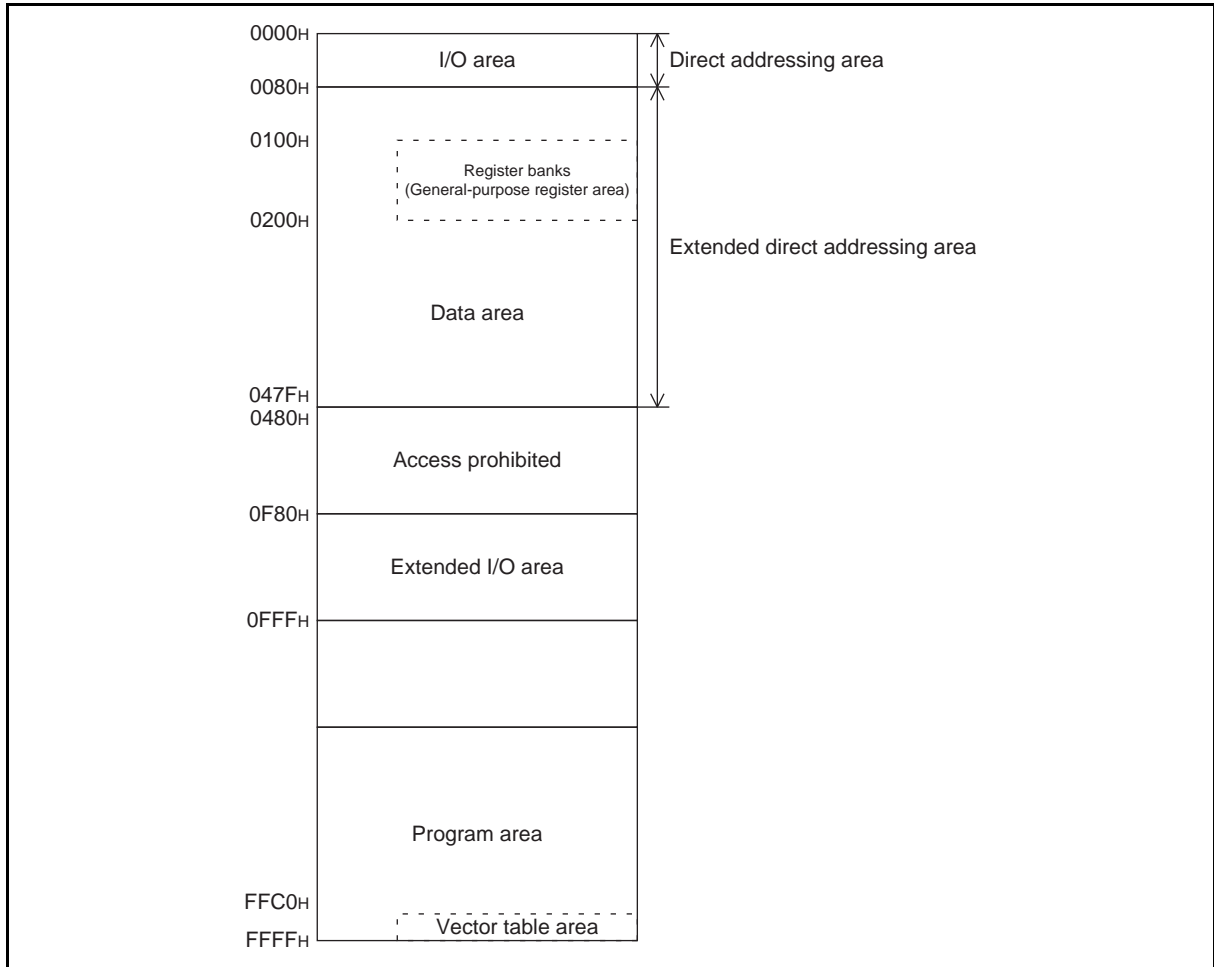 0000H
I/O area
Direct addressing area
0080H
0100H
Register banks
(General-purpose register area)
0200H
Extended direct addressing area
Data area
047FH
0480H
Access prohibited
0F80H
Extended I/O area
0FFFH
Program area
FFC0H
Vector table area
FFFFH